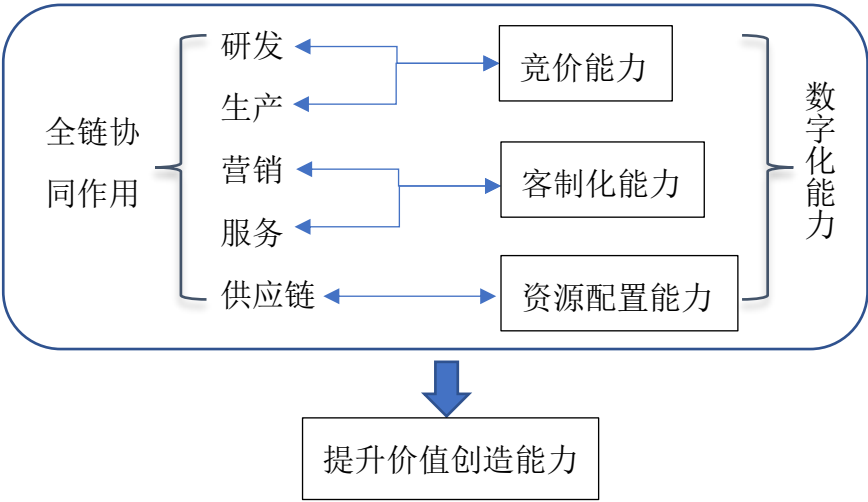 全链协
同作用
研发
生产
营销
服务
供应链
竞价能力
客制化能力
资源配置能力
数字化能力
提升价值创造能力